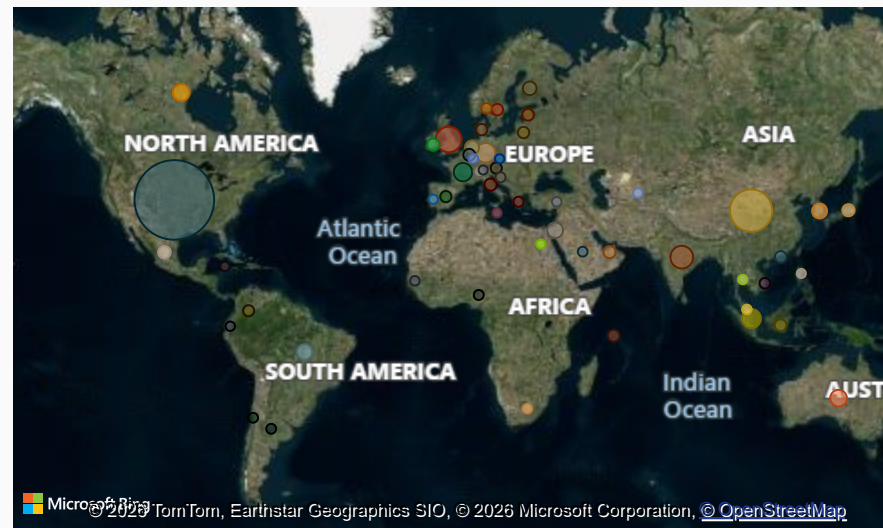 NORTH AMERICA
ASIA
EUROPE
Atlantic
Ocean
AFRICA
SOUTH AMERICA
Indian
Ocean
AUST
Microsoft Bing
© 2026 TomTom, Earthstar Geographics SIO, © 2026 Microsoft Corporation, © OpenStreetMap